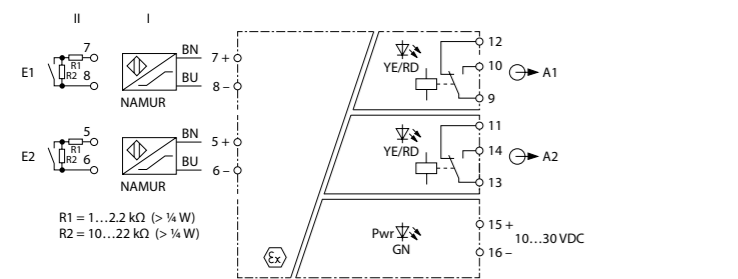 II I
7
R1
E1 R2 8
BN 7 +
BU 8 –
NAMUR
YE/RD
12
10 A1
9
5
R1
E2 R2 6
BN 5 +
BU 6 –
NAMUR
YE/RD
11
14 A2
13
R1 = 1…2.2 kΩ (> ¼ W)
R2 = 10…22 kΩ (> ¼ W)
Pwr
GN
15 +
10…30 VDC
16 –
εx